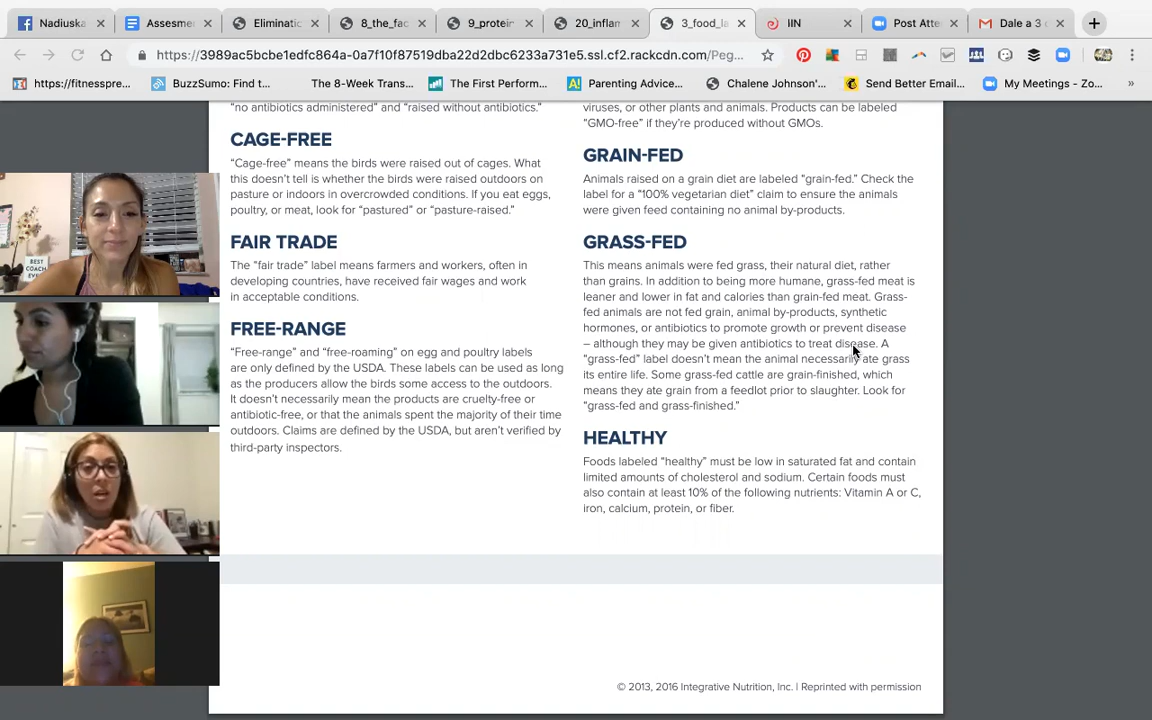 Nadiuska
Assessme
Eliminatio
8_the_fac
9_protein
20_inflam
3_food_la
IIN
Post Atte
Dale a 3
https://3989ac5bcbe1edfc864a-0a7f10f87519dba22d2dbc6233a731e5.ssl.cf2.rackcdn.com/Peg...
https://fitnesspre...
BuzzSumo: Find t...
The 8-Week Trans...
The First Perform...
Parenting Advice...
Chalene Johnson'...
Send Better Email...
My Meetings - Zo...
"no antibiotics administered" and "raised without antibiotics."
CAGE-FREE
"Cage-free" means the birds were raised out of cages. What
this doesn't tell is whether the birds were raised outdoors on
pasture or indoors in overcrowded conditions. If you eat eggs,
poultry, or meat, look for "pastured" or "pasture-raised."
FAIR TRADE
The "fair trade" label means farmers and workers, often in
developing countries, have received fair wages and work
in acceptable conditions.
FREE-RANGE
"Free-range" and "free-roaming" on egg and poultry labels
are only defined by the USDA. These labels can be used as long
as the producers allow the birds some access to the outdoors.
It doesn't necessarily mean the products are cruelty-free or
antibiotic-free, or that the animals spent the majority of their time
outdoors. Claims are defined by the USDA, but aren't verified by
third-party inspectors.
viruses, or other plants and animals. Products can be labeled
"GMO-free" if they're produced without GMOs.
GRAIN-FED
Animals raised on a grain diet are labeled "grain-fed." Check the
label for a "100% vegetarian diet" claim to ensure the animals
were given feed containing no animal by-products.
GRASS-FED
This means animals were fed grass, their natural diet, rather
than grains. In addition to being more humane, grass-fed meat is
leaner and lower in fat and calories than grain-fed meat. Grass-
fed animals are not fed grain, animal by-products, synthetic
hormones, or antibiotics to promote growth or prevent disease
– although they may be given antibiotics to treat disease. A
"grass-fed" label doesn't mean the animal necessarily ate grass
its entire life. Some grass-fed cattle are grain-finished, which
means they ate grain from a feedlot prior to slaughter. Look for
"grass-fed and grass-finished."
HEALTHY
Foods labeled "healthy" must be low in saturated fat and contain
limited amounts of cholesterol and sodium. Certain foods must
also contain at least 10% of the following nutrients: Vitamin A or C,
iron, calcium, protein, or fiber.
BEST
COACH
EVER
© 2013, 2016 Integrative Nutrition, Inc. | Reprinted with permission